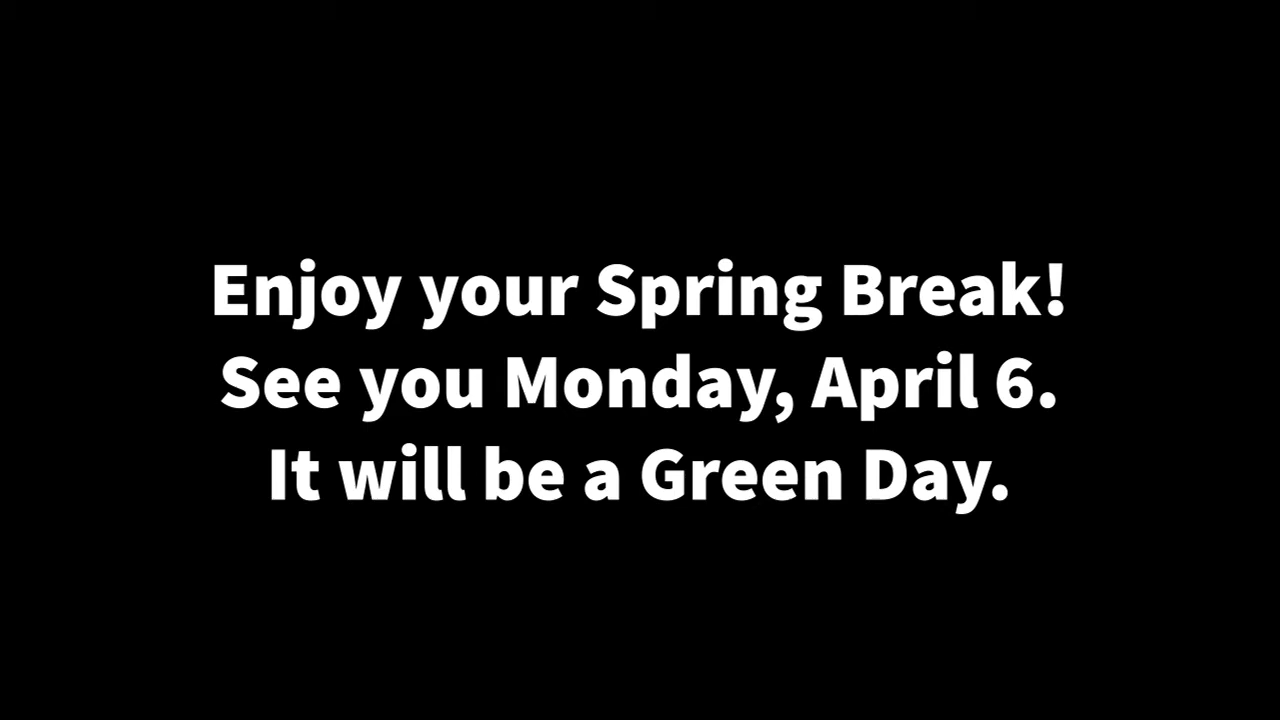 Enjoy your Spring Break!
See you Monday, April 6.
It will be a Green Day.